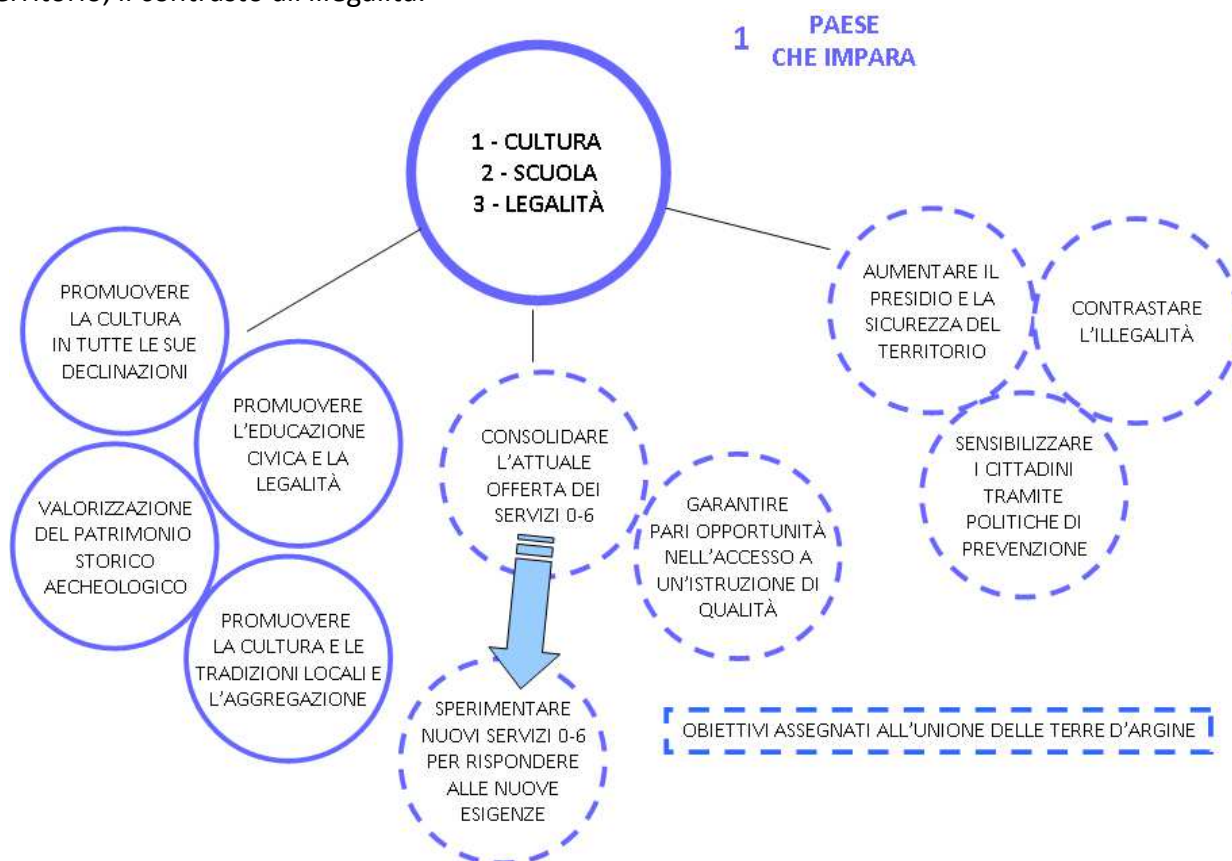 1 PAESE
CHE IMPARA
1 - CULTURA
2 - SCUOLA
3 - LEGALITÀ
PROMUOVERE
LA CULTURA
IN TUTTE LE SUE
DECLINAZIONI
PROMUOVERE
L'EDUCAZIONE
CIVICA E LA
LEGALITÀ
VALORIZZAZIONE
DEL PATRIMONIO
STORICO
AECHEOLOGICO
PROMUOVERE
LA CULTURA E LE
TRADIZIONI LOCALI E
L'AGGREGAZIONE
CONSOLIDARE
L'ATTUALE
OFFERTA DEI
SERVIZI 0-6
GARANTIRE
PARI OPPORTUNITÀ
NELL'ACCESSO A
UN'ISTRUZIONE DI
QUALITÀ
SPERIMENTARE
NUOVI SERVIZI 0-6
PER RISPONDERE
ALLE NUOVE
ESIGENZE
AUMENTARE IL
PRESIDIO E LA
SICUREZZA DEL
TERRITORIO
CONTRASTARE
L'ILLEGALITÀ
SENSIBILIZZARE
I CITTADINI
TRAMITE
POLITICHE DI
PREVENZIONE
OBIETTIVI ASSEGNATI ALL'UNIONE DELLE TERRE D'ARGINE